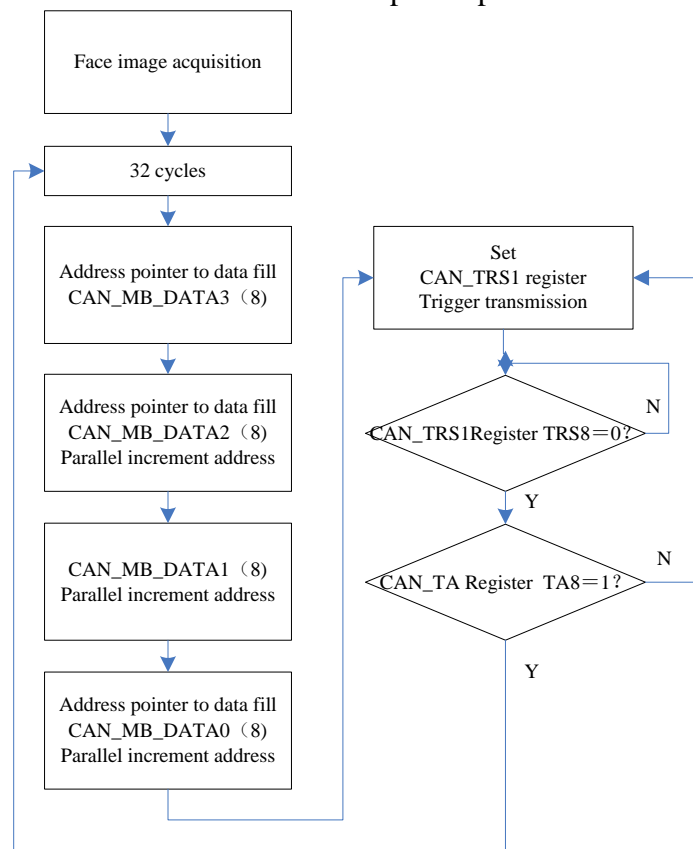 Face image acquisition
32 cycles
Address pointer to data fill
CAN_MB_DATA3（8)
Address pointer to data fill
CAN_MB_DATA2（8)
Parallel increment address
CAN_MB_DATA1（8)
Parallel increment address
Address pointer to data fill
CAN_MB_DATA0（8)
Parallel increment address
Set
CAN_TRS1 register
Trigger transmission
CAN_TRS1Register TRS8＝0?
N
Y
CAN_TA Register TA8＝1?
N
Y